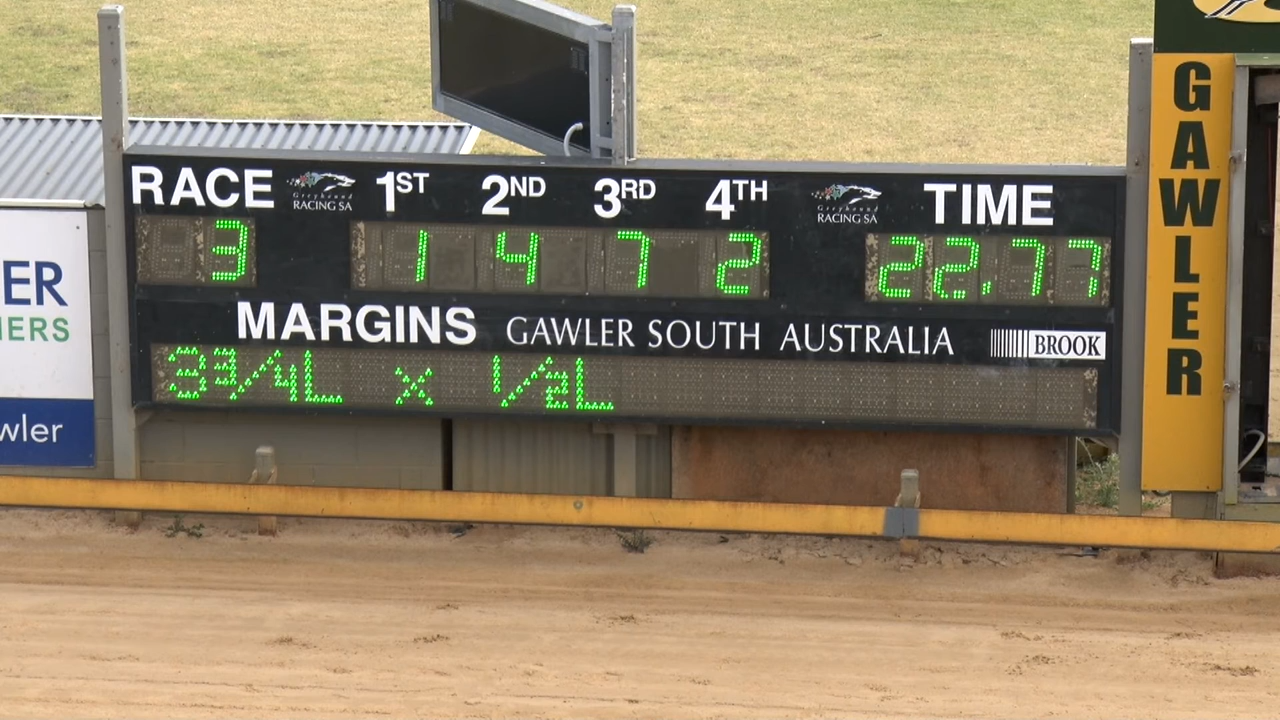 RACE Greyhound RACING SA 1ST 2ND 3RD 4TH Greyhound RACING SA TIME
3 1 4 7 2 22.77
MARGINS GAWLER SOUTH AUSTRALIA BROOK
3 3/4L x 1/2L
GAWLER
ER
NERS
wler